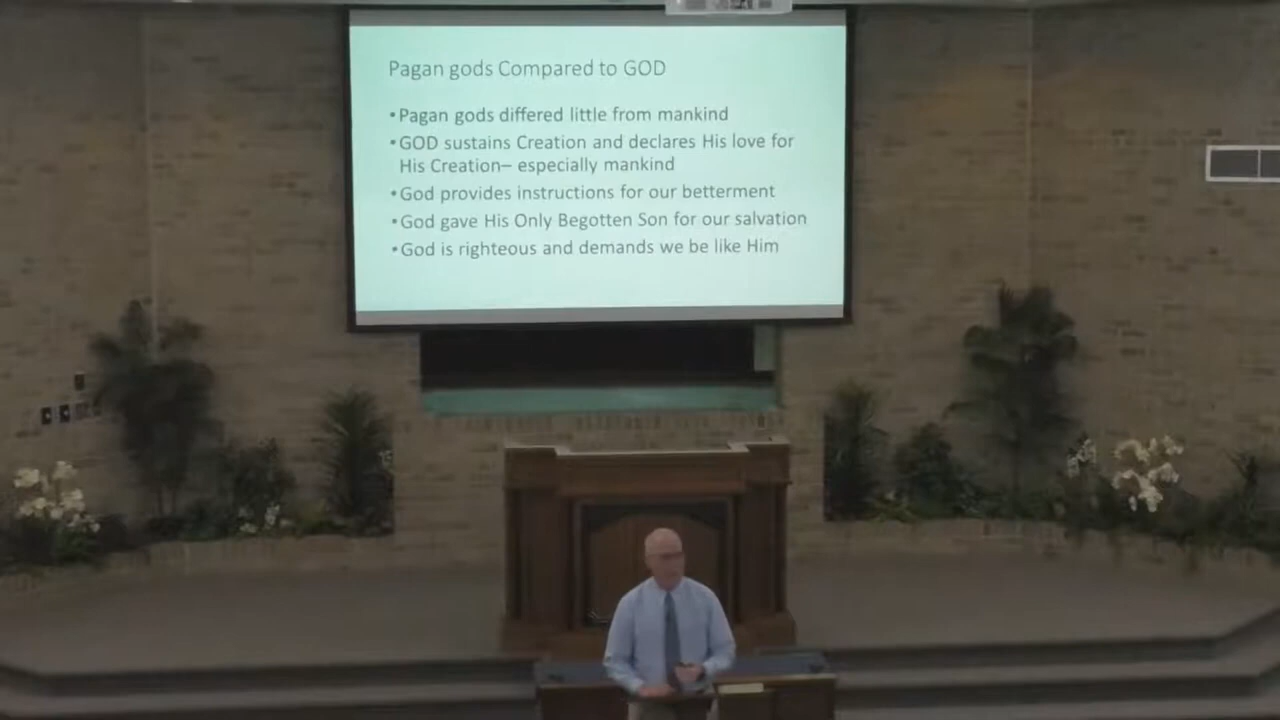 Pagan gods Compared to GOD
•Pagan gods differed little from mankind
•GOD sustains Creation and declares His love for
His Creation– especially mankind
•God provides instructions for our betterment
•God gave His Only Begotten Son for our salvation
•God is righteous and demands we be like Him